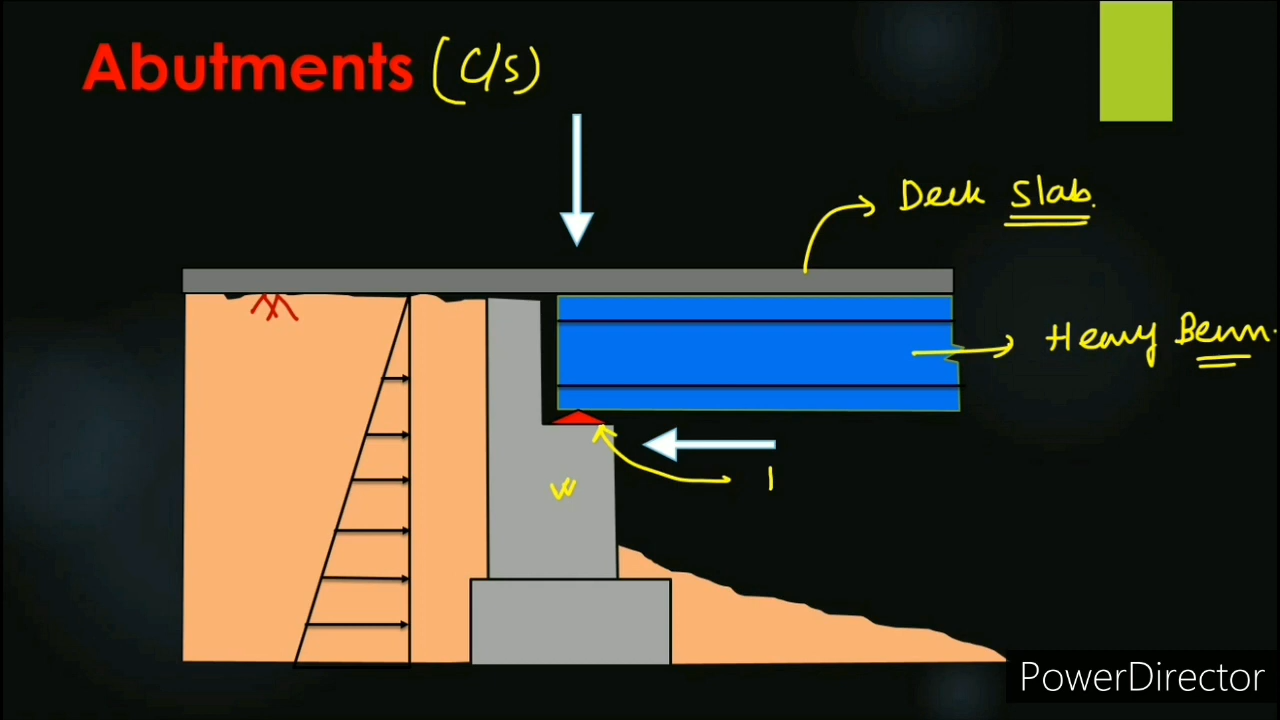 Abutments (C/S)
Deck Slab.
Heavy Beam.
W
1
PowerDirector